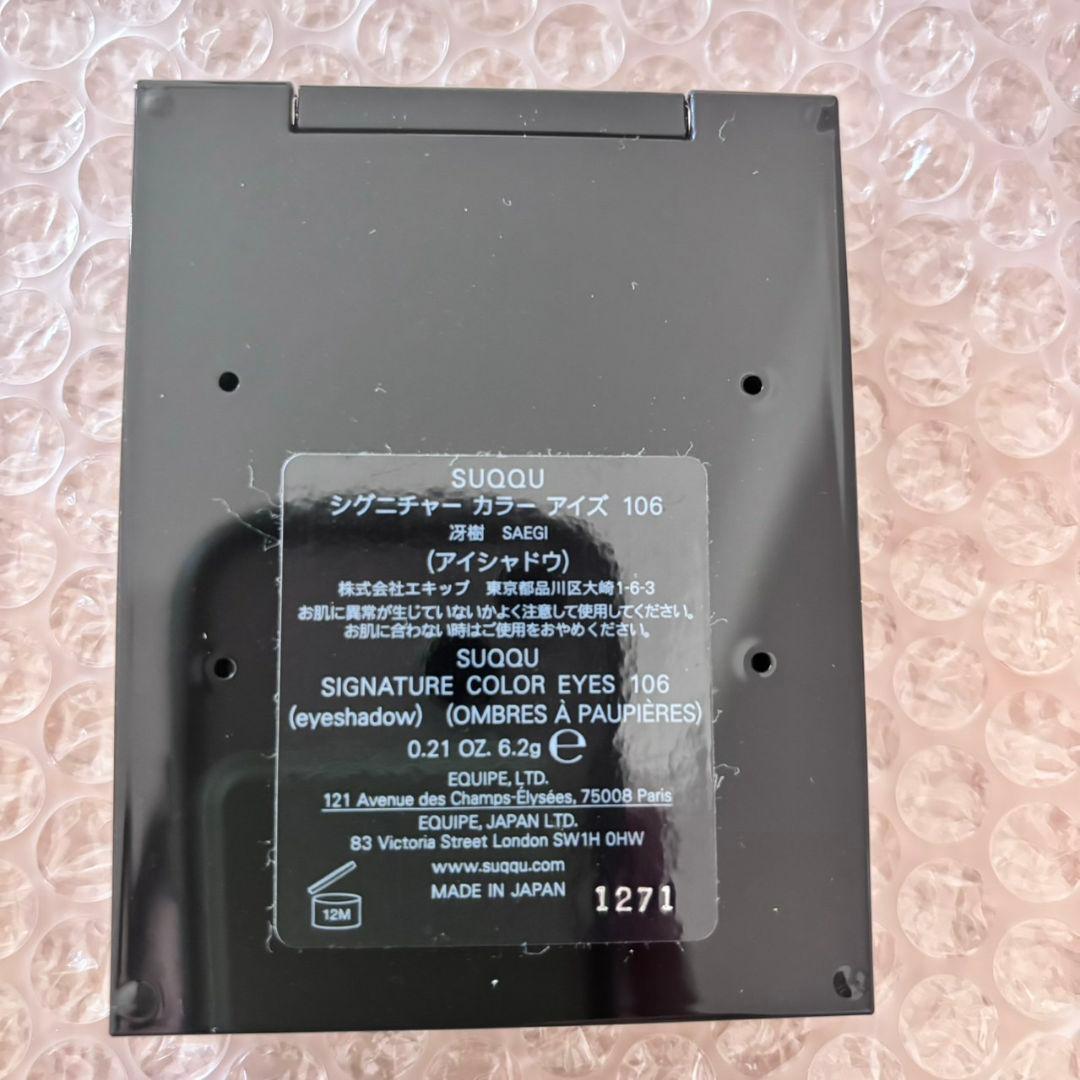 SUQQU
シグニチャー カラー アイズ 106
冴樹 SAEGI
(アイシャドウ)
株式会社エキップ 東京都品川区大崎1-6-3
お肌に異常が生じていないかよく注意して使用してください。
お肌に合わない時はご使用をおやめください。
SUQQU
SIGNATURE COLOR EYES 106
(eyeshadow) (OMBRES À PAUPIÈRES)
0.21 OZ. 6.2g ℮
EQUIPE, LTD.
121 Avenue des Champs-Élysées, 75008 Paris
EQUIPE, JAPAN LTD.
83 Victoria Street London SW1H 0HW
www.suqqu.com
MADE IN JAPAN
1271
12M